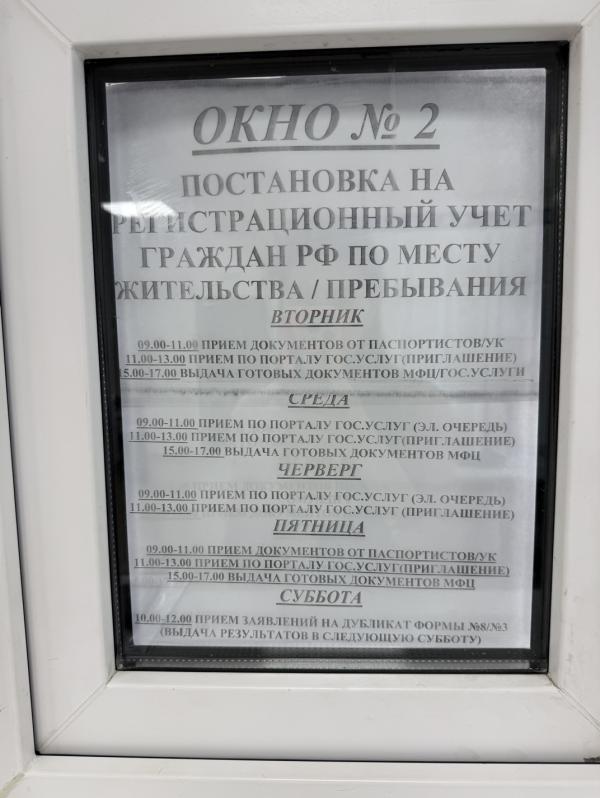 ОКНО № 2
ПОСТАНОВКА НА
РЕГИСТРАЦИОННЫЙ УЧЕТ
ГРАЖДАН РФ ПО МЕСТУ
ЖИТЕЛЬСТВА / ПРЕБЫВАНИЯ
ВТОРНИК
09.00-11.00 ПРИЕМ ДОКУМЕНТОВ ОТ ПАСПОРТИСТОВ/УК
11.00-13.00 ПРИЕМ ПО ПОРТАЛУ ГОС.УСЛУГ(ПРИГЛАШЕНИЕ)
15.00-17.00 ВЫДАЧА ГОТОВЫХ ДОКУМЕНТОВ МФЦ/ГОС.УСЛУГИ
СРЕДА
09.00-11.00 ПРИЕМ ПО ПОРТАЛУ ГОС.УСЛУГ (ЭЛ. ОЧЕРЕДЬ)
11.00-13.00 ПРИЕМ ПО ПОРТАЛУ ГОС.УСЛУГ(ПРИГЛАШЕНИЕ)
15.00-17.00 ВЫДАЧА ГОТОВЫХ ДОКУМЕНТОВ МФЦ
ЧЕРВЕРГ
09.00-11.00 ПРИЕМ ПО ПОРТАЛУ ГОС.УСЛУГ (ЭЛ. ОЧЕРЕДЬ)
11.00-13.00 ПРИЕМ ПО ПОРТАЛУ ГОС.УСЛУГ (ПРИГЛАШЕНИЕ)
ПЯТНИЦА
09.00-11.00 ПРИЕМ ДОКУМЕНТОВ ОТ ПАСПОРТИСТОВ/УК
11.00-13.00 ПРИЕМ ПО ПОРТАЛУ ГОС.УСЛУГ(ПРИГЛАШЕНИЕ)
15.00-17.00 ВЫДАЧА ГОТОВЫХ ДОКУМЕНТОВ МФЦ
СУББОТА
10.00-12.00 ПРИЕМ ЗАЯВЛЕНИЙ НА ДУБЛИКАТ ФОРМЫ №8/№3
(ВЫДАЧА РЕЗУЛЬТАТОВ В СЛЕДУЮЩУЮ СУББОТУ)